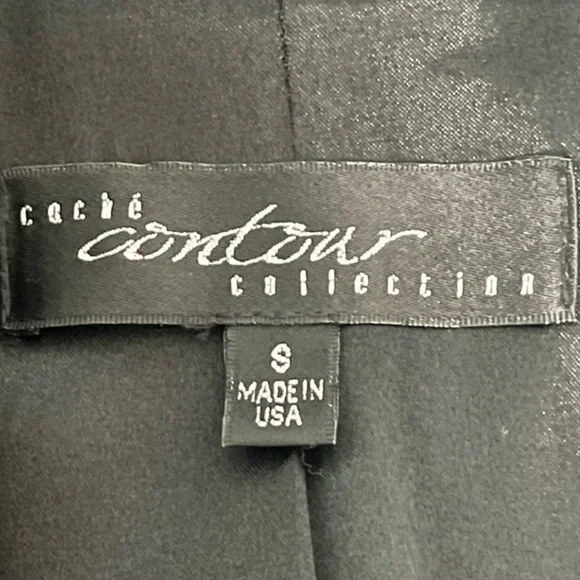 caché
contour
collection
S
MADE IN
USA